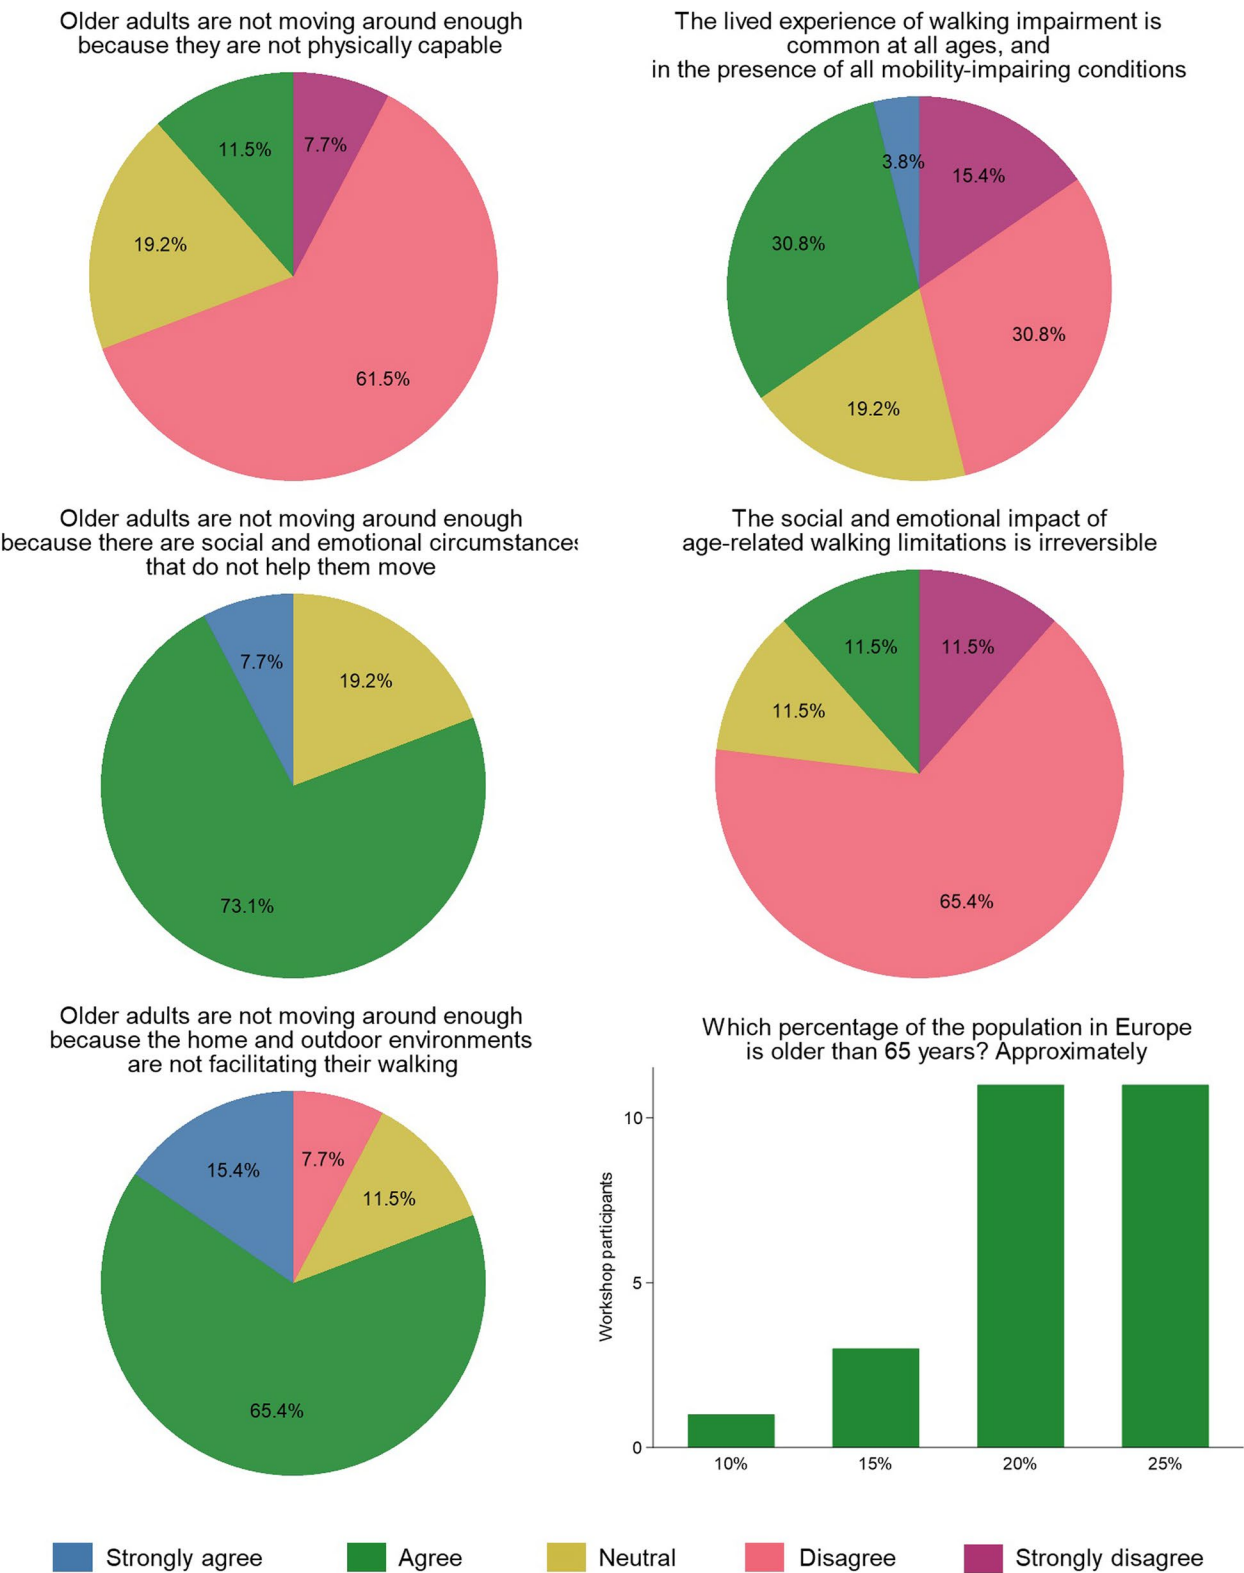 Older adults are not moving around enough
because they are not physically capable
11.5%
7.7%
19.2%
61.5%
The lived experience of walking impairment is
common at all ages, and
in the presence of all mobility-impairing conditions
3.8%
15.4%
30.8%
30.8%
19.2%
Older adults are not moving around enough
because there are social and emotional circumstances
that do not help them move
7.7%
19.2%
73.1%
The social and emotional impact of
age-related walking limitations is irreversible
11.5%
11.5%
11.5%
65.4%
Older adults are not moving around enough
because the home and outdoor environments
are not facilitating their walking
15.4%
7.7%
11.5%
65.4%
Which percentage of the population in Europe
is older than 65 years? Approximately
Workshop participants
10
5
0
10%
15%
20%
25%
Strongly agree
Agree
Neutral
Disagree
Strongly disagree